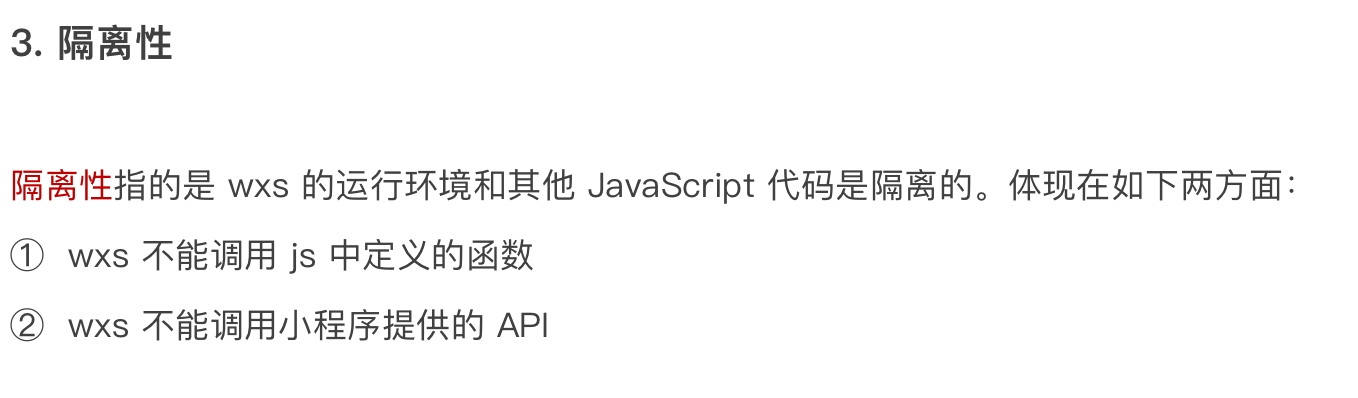 3. 隔离性
隔离性指的是 wxs 的运行环境和其他 JavaScript 代码是隔离的。体现在如下两方面：
① wxs 不能调用 js 中定义的函数
② wxs 不能调用小程序提供的 API